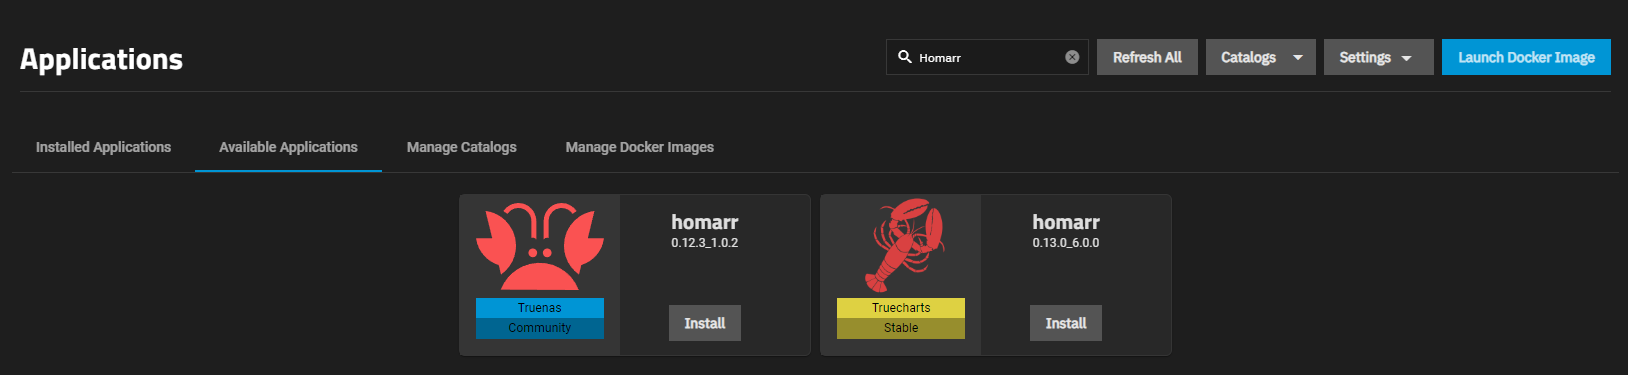 Applications
Homarr
Refresh All
Catalogs
Settings
Launch Docker Image
Installed Applications
Available Applications
Manage Catalogs
Manage Docker Images
homarr
0.12.3_1.0.2
Truenas
Community
Install
homarr
0.13.0_6.0.0
Truecharts
Stable
Install